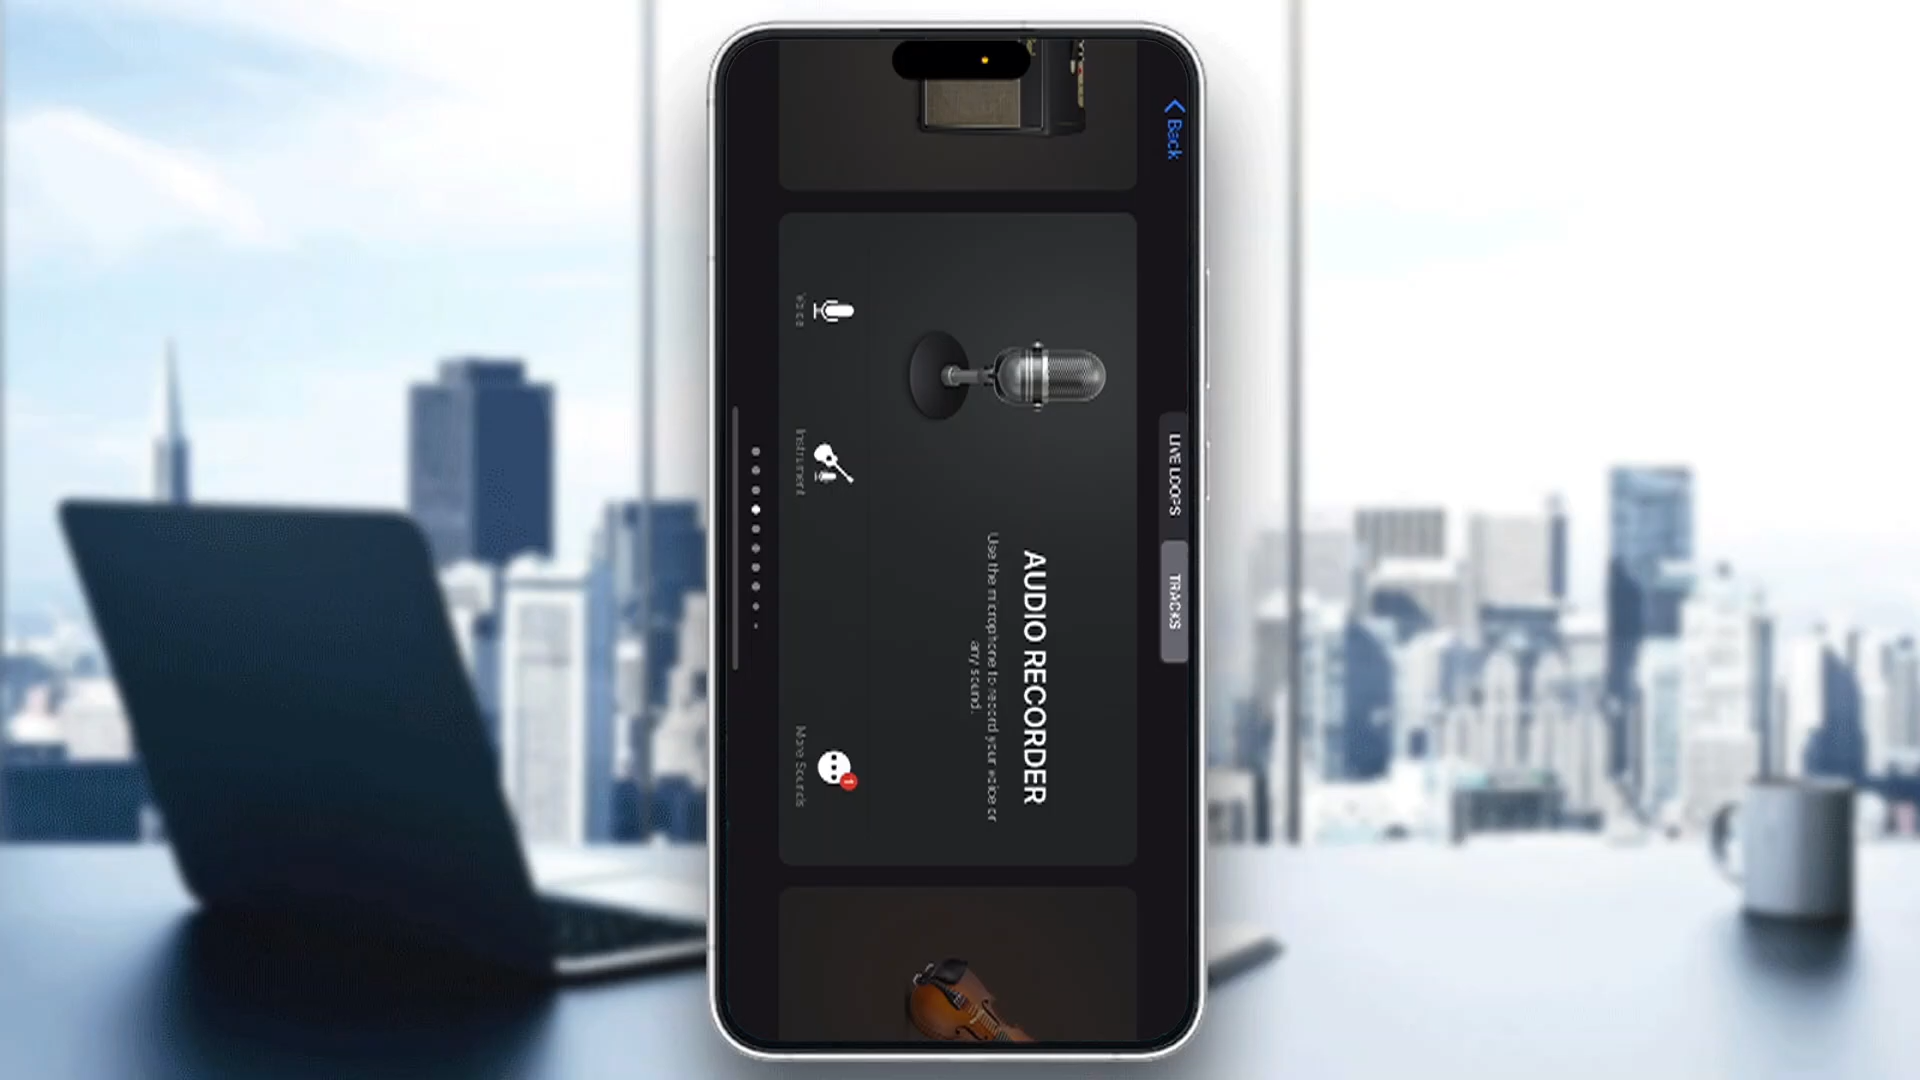 Back
LIVE LOOPS
TRACKS
AUDIO RECORDER
Use the microphone to record your voice or
any sound.
Voice
Instrument
More Sounds
1